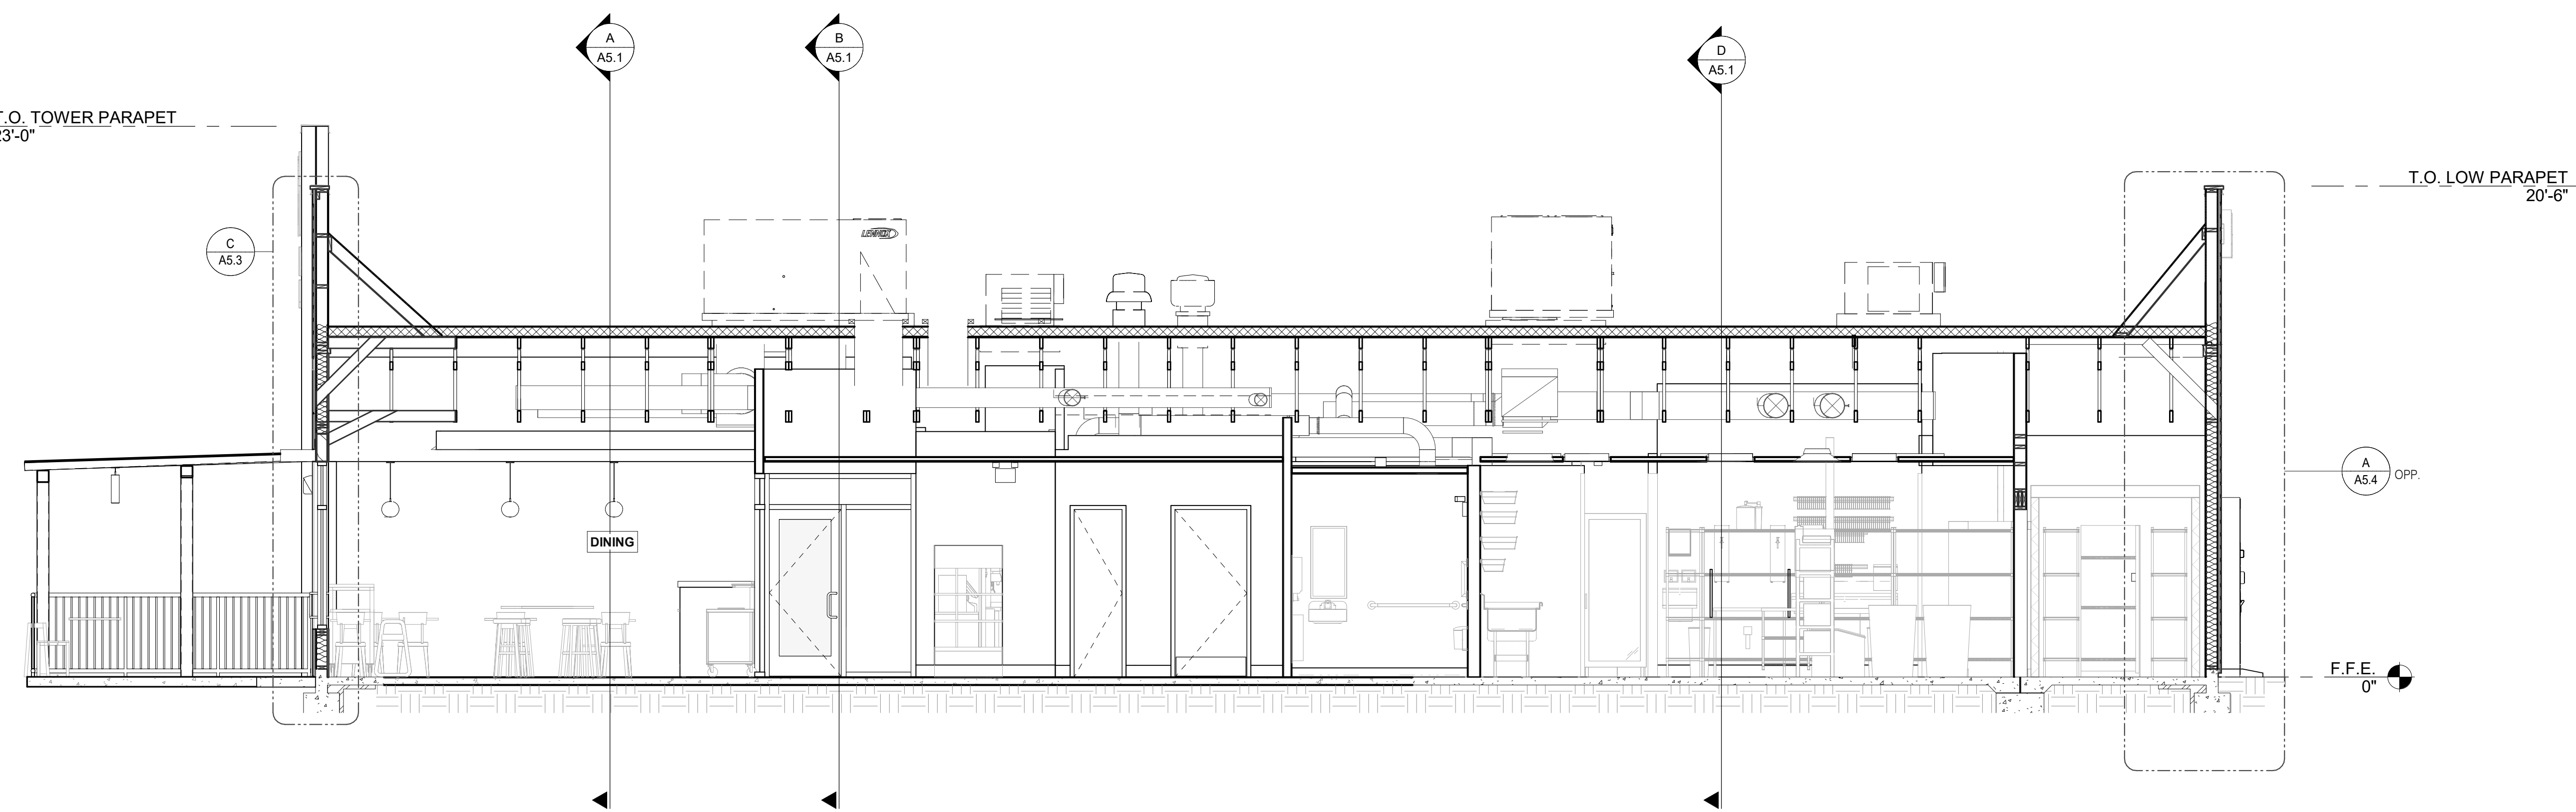 A
A5.1
B
A5.1
D
A5.1
T.O. TOWER PARAPET
23'-0"
T.O. LOW PARAPET
20'-6"
LENNOX
C
A5.3
A
A5.4
OPP.
DINING
F.F.E.
0"